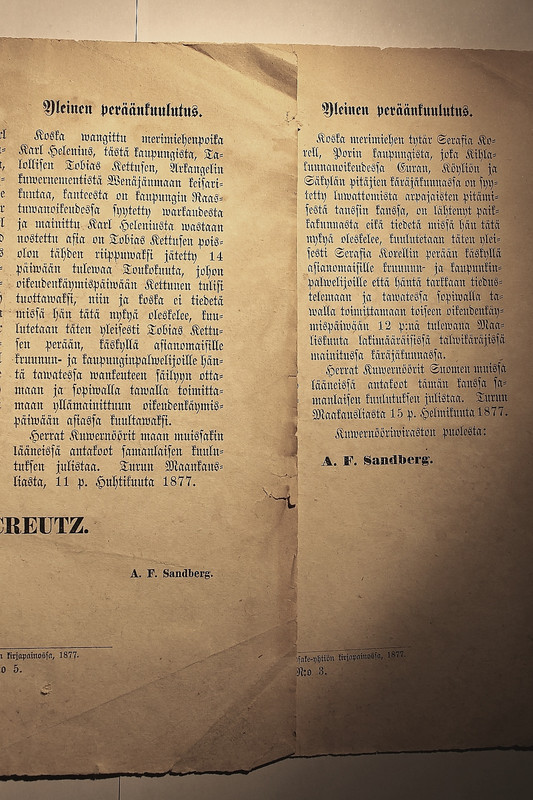 Yleinen peräänkuulutus.
Koska wangittu merimiehenpoika
Karl Helenius, tästä kaupungista, Ta-
lollisen Tobias Kettusen, Arkangelin
kuwernementistä Wenäjänmaan keisari-
kuntaa, kanteesta on kaupungin Raas-
tuwanoikeudessa syytetty warkaudesta
ja mainittu Karl Heleniusta wastaan
nostettu asia on Tobias Kettusen pois-
olon tähden riippuwaksi jätetty 14
päiwään tulewaa Toukokuuta, johon
oikeudenkäymispäiwään Kettunen tulisi
tuottawaksi, niin ja koska ei tiedetä
missä hän tätä nykyä oleskelee, kuu-
lutetaan täten yleisesti Tobias Kettu-
sen perään, käskyllä asianomaisille
kruunun- ja kaupunginpalwelijoille hän-
tä tawatessa wankeuteen säilyyn otta-
maan ja sopiwalla tawalla toimitta-
maan yllämainittuun oikeudenkäymis-
päiwään asiassa kuultawaksi.
Herrat Kuwernöörit maan muissakin
lääneissä antakoot samanlaisen kuulu-
tuksen julistaa. Turun Maankans-
liasta, 11 p. Huhtikuuta 1877.
CREUTZ.
A. F. Sandberg.
kirjapainossa, 1877.
o 5.
Yleinen peräänkuulutus.
Koska merimiehen tytär Serafia Ko-
rell, Porin kaupungista, joka Kihla-
kunnanoikeudessa Euran, Köyliön ja
Säkylän pitäjien käräjäkunnassa on syy-
tetty luwattomista arpajaisten pitämi-
sestä tansfin kanssa, on lähtenyt paik-
kakunnasta eikä tiedetä missä hän tätä
nykyä oleskelee, kuulutetaan täten ylei-
sesti Serafia Korellin perään käskyllä
asianomaisille kruunun- ja kaupunkin-
palwelijoille että häntä tarkkaan tiedus-
telemaan ja tawatessa sopiwalla ta-
walla toimittamaan toiseen oikeudenkäy-
mispäiwään 12 p:nä tulewana Maa-
liskuuta lakimääräisissä talwikäräjissä
mainitussa käräjäkunnassa.
Herrat Kuwernöörit Suomen muissa
lääneissä antakoot tämän kanssa sa-
manlaisen kuulutuksen julistaa. Turun
Maakansliasta 15 p. Helmikuuta 1877.
Kuwernööriwiraston puolesta:
A. F. Sandberg.
kirjapainossa, 1877.
N:o 3.